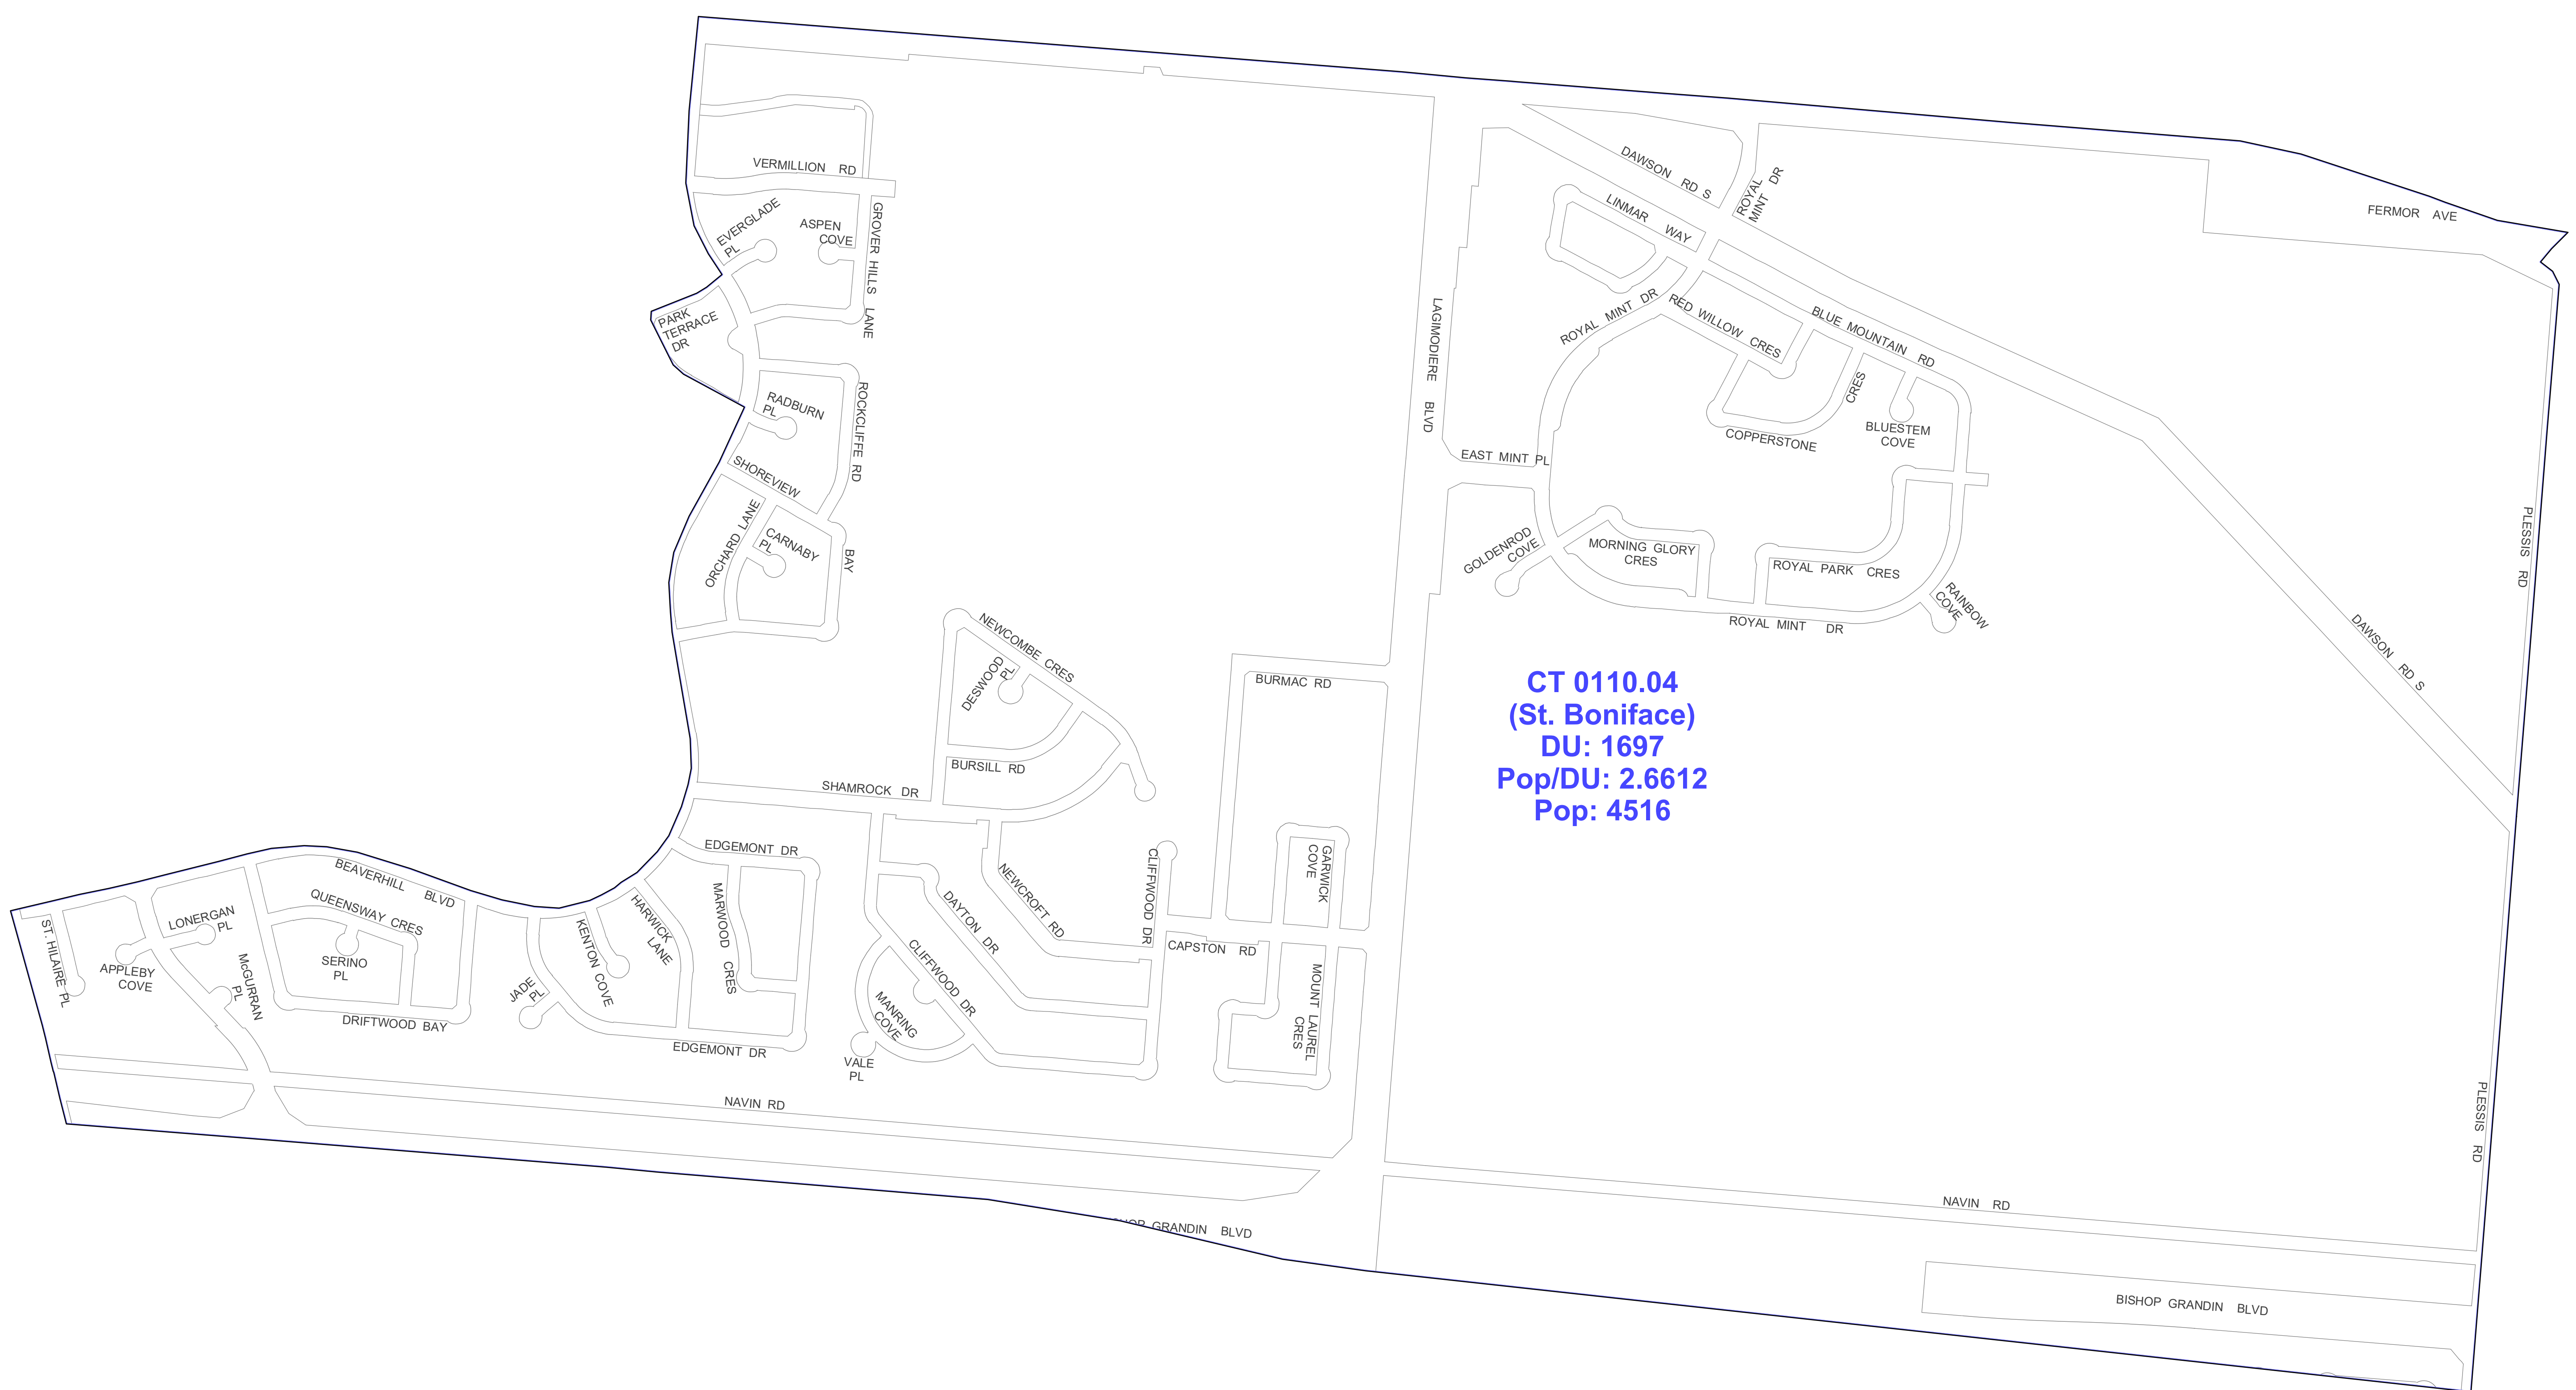 VERMILLION RD
EVERGLADE
PL
ASPEN
COVE
GROVER HILLS LANE
PARK
TERRACE
DR
RADBURN
PL
ROCKCLIFFE RD
SHOREVIEW
ORCHARD LANE
CARNABY
PL
BAY
DAWSON RD S
ROYAL
MINT DR
FERMOR AVE
LINMAR WAY
ROYAL MINT DR
RED WILLOW CRES
BLUE MOUNTAIN RD
LAGIMODIERE BLVD
CRES
COPPERSTONE
BLUESTEM
COVE
EAST MINT PL
GOLDENROD
COVE
MORNING GLORY
CRES
ROYAL PARK CRES
RAINBOW
COVE
ROYAL MINT DR
PLESSIS RD
DAWSON RD S
NEWCOMBE CRES
DESWOOD
PL
BURSILL RD
BURMAC RD
CT 0110.04
(St. Boniface)
DU: 1697
Pop/DU: 2.6612
Pop: 4516
SHAMROCK DR
EDGEMONT DR
BEAVERHILL BLVD
QUEENSWAY CRES
LONERGAN
PL
ST. HILAIRE PL
APPLEBY
COVE
McGURRAN
PL
SERINO
PL
DRIFTWOOD BAY
JADE
PL
KENTON COVE
HARWICK
LANE
MARWOOD CRES
EDGEMONT DR
DAYTON DR
NEWCROFT RD
CLIFFWOOD DR
CLIFFWOOD DR
MANRING
COVE
VALE
PL
GARWICK
COVE
CAPSTON RD
MOUNT LAUREL
CRES
NAVIN RD
GRANDIN BLVD
PLESSIS RD
NAVIN RD
BISHOP GRANDIN BLVD